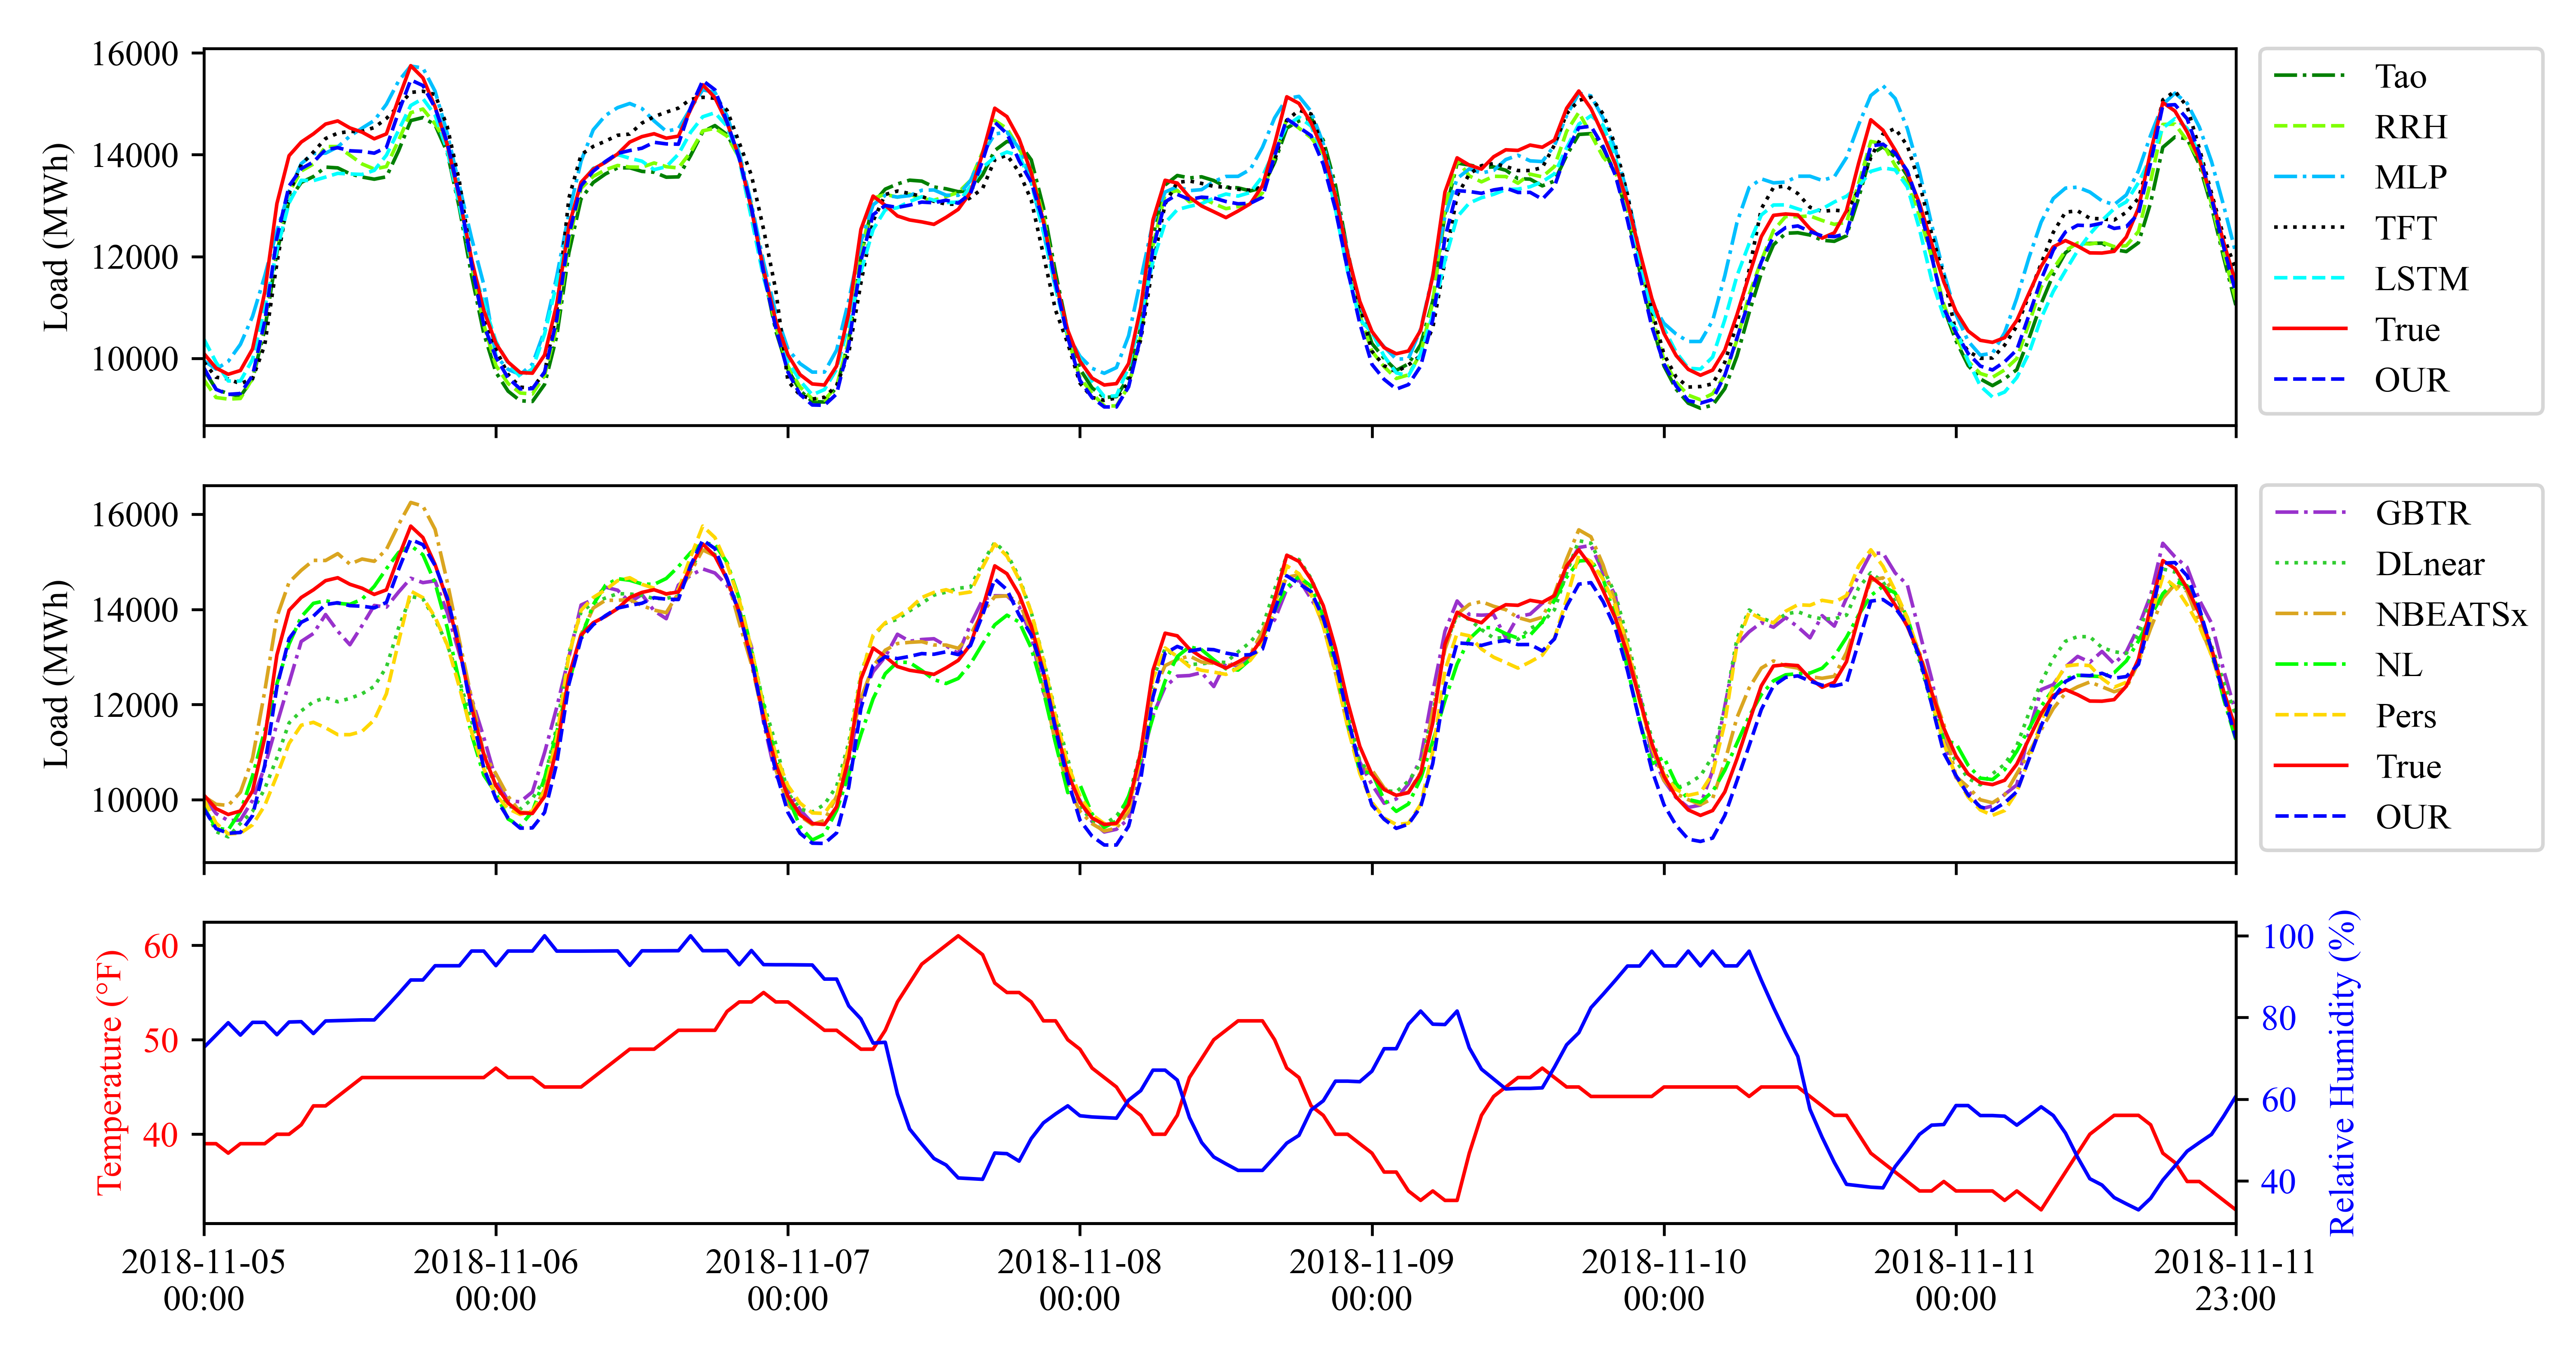 16000
14000
12000
10000
Load (MWh)
Tao
RRH
MLP
TFT
LSTM
True
OUR
16000
14000
12000
10000
Load (MWh)
GBTR
DLnear
NBEATSx
NL
Pers
True
OUR
60
50
40
Temperature (°F)
100
80
60
40
Relative Humidity (%)
2018-11-05
00:00
2018-11-06
00:00
2018-11-07
00:00
2018-11-08
00:00
2018-11-09
00:00
2018-11-10
00:00
2018-11-11
00:00
2018-11-11
23:00